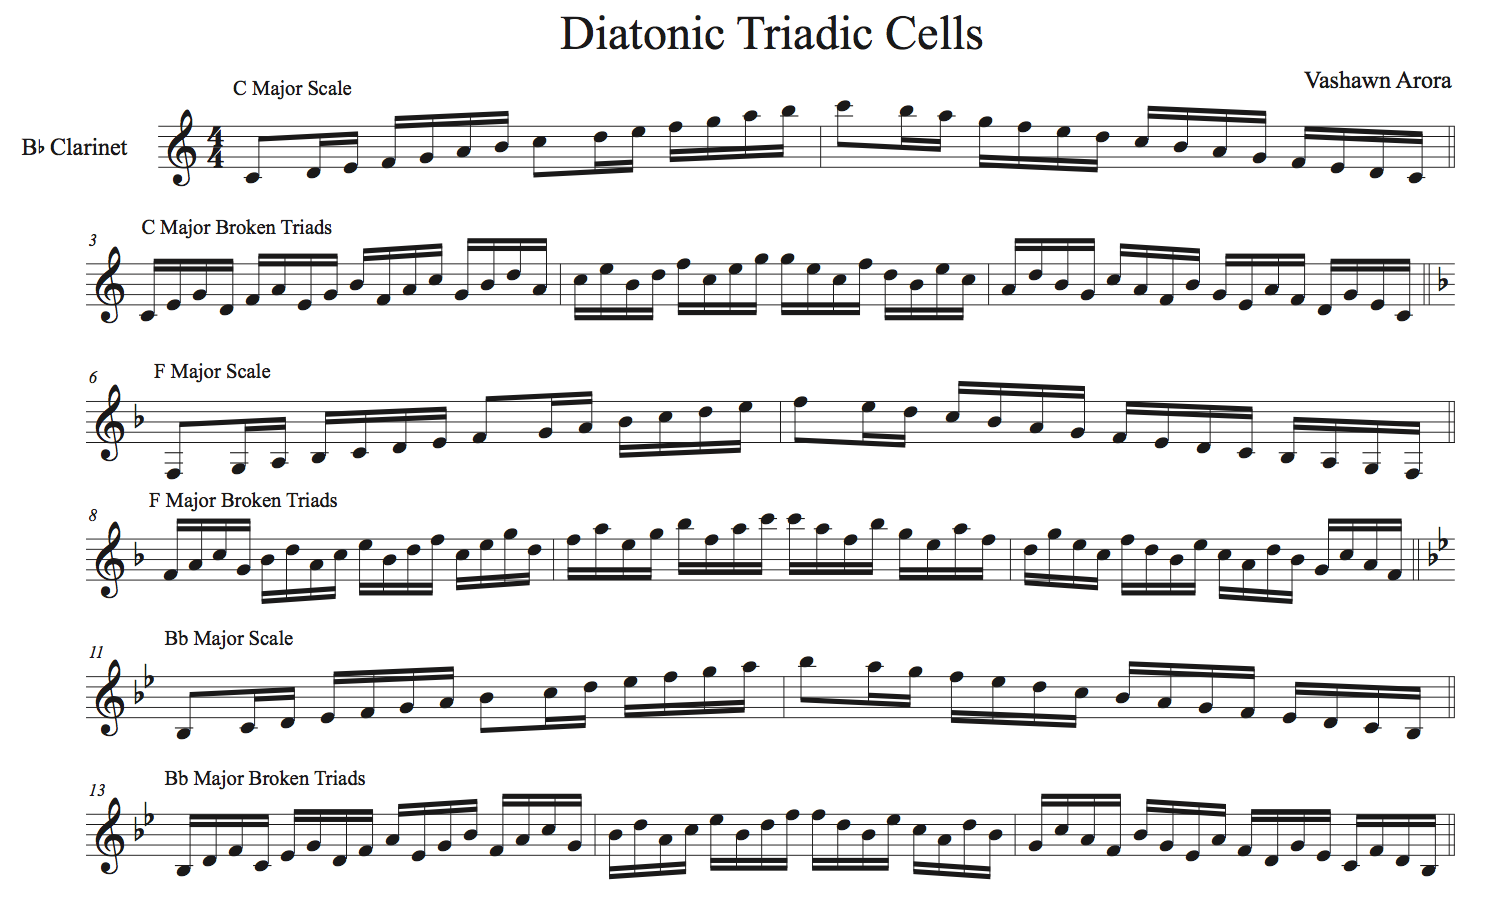 Diatonic Triadic Cells
Vashawn Arora
C Major Scale
B♭ Clarinet
4
4
3
C Major Broken Triads
6
F Major Scale
8
F Major Broken Triads
11
Bb Major Scale
13
Bb Major Broken Triads